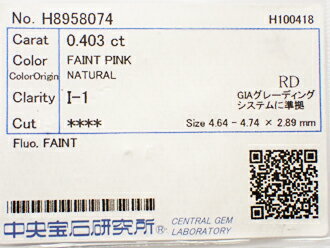 No. H8958074 H100418
Carat 0.403 ct
Color FAINT PINK
ColorOrigin NATURAL
Clarity I-1
RD
GIAグレーディング
システムに準拠
Cut ****
Size 4.64 - 4.74 × 2.89 mm
Fluo. FAINT
中央宝石研究所® CENTRAL GEM
LABORATORY